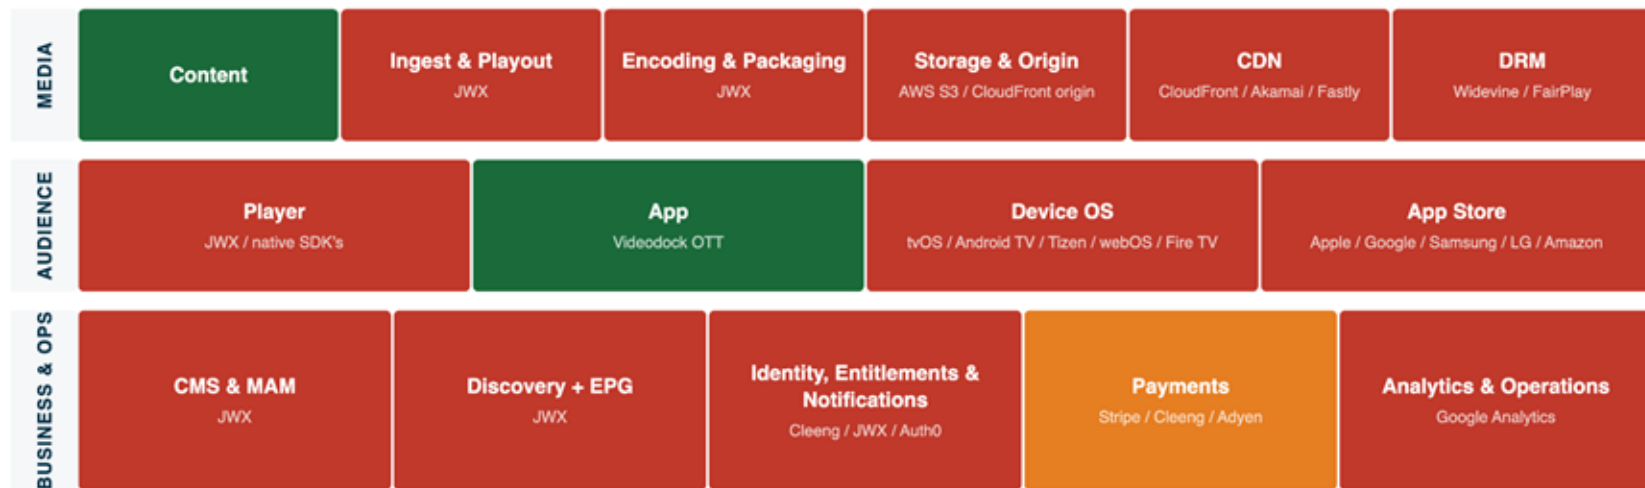 MEDIA
Content
Ingest & Playout
JWX
Encoding & Packaging
JWX
Storage & Origin
AWS S3 / CloudFront origin
CDN
CloudFront / Akamai / Fastly
DRM
Widevine / FairPlay
AUDIENCE
Player
JWX / native SDK's
App
Videodock OTT
Device OS
tvOS / Android TV / Tizen / webOS / Fire TV
App Store
Apple / Google / Samsung / LG / Amazon
BUSINESS & OPS
CMS & MAM
JWX
Discovery + EPG
JWX
Identity, Entitlements &
Notifications
Cleeng / JWX / Auth0
Payments
Stripe / Cleeng / Adyen
Analytics & Operations
Google Analytics